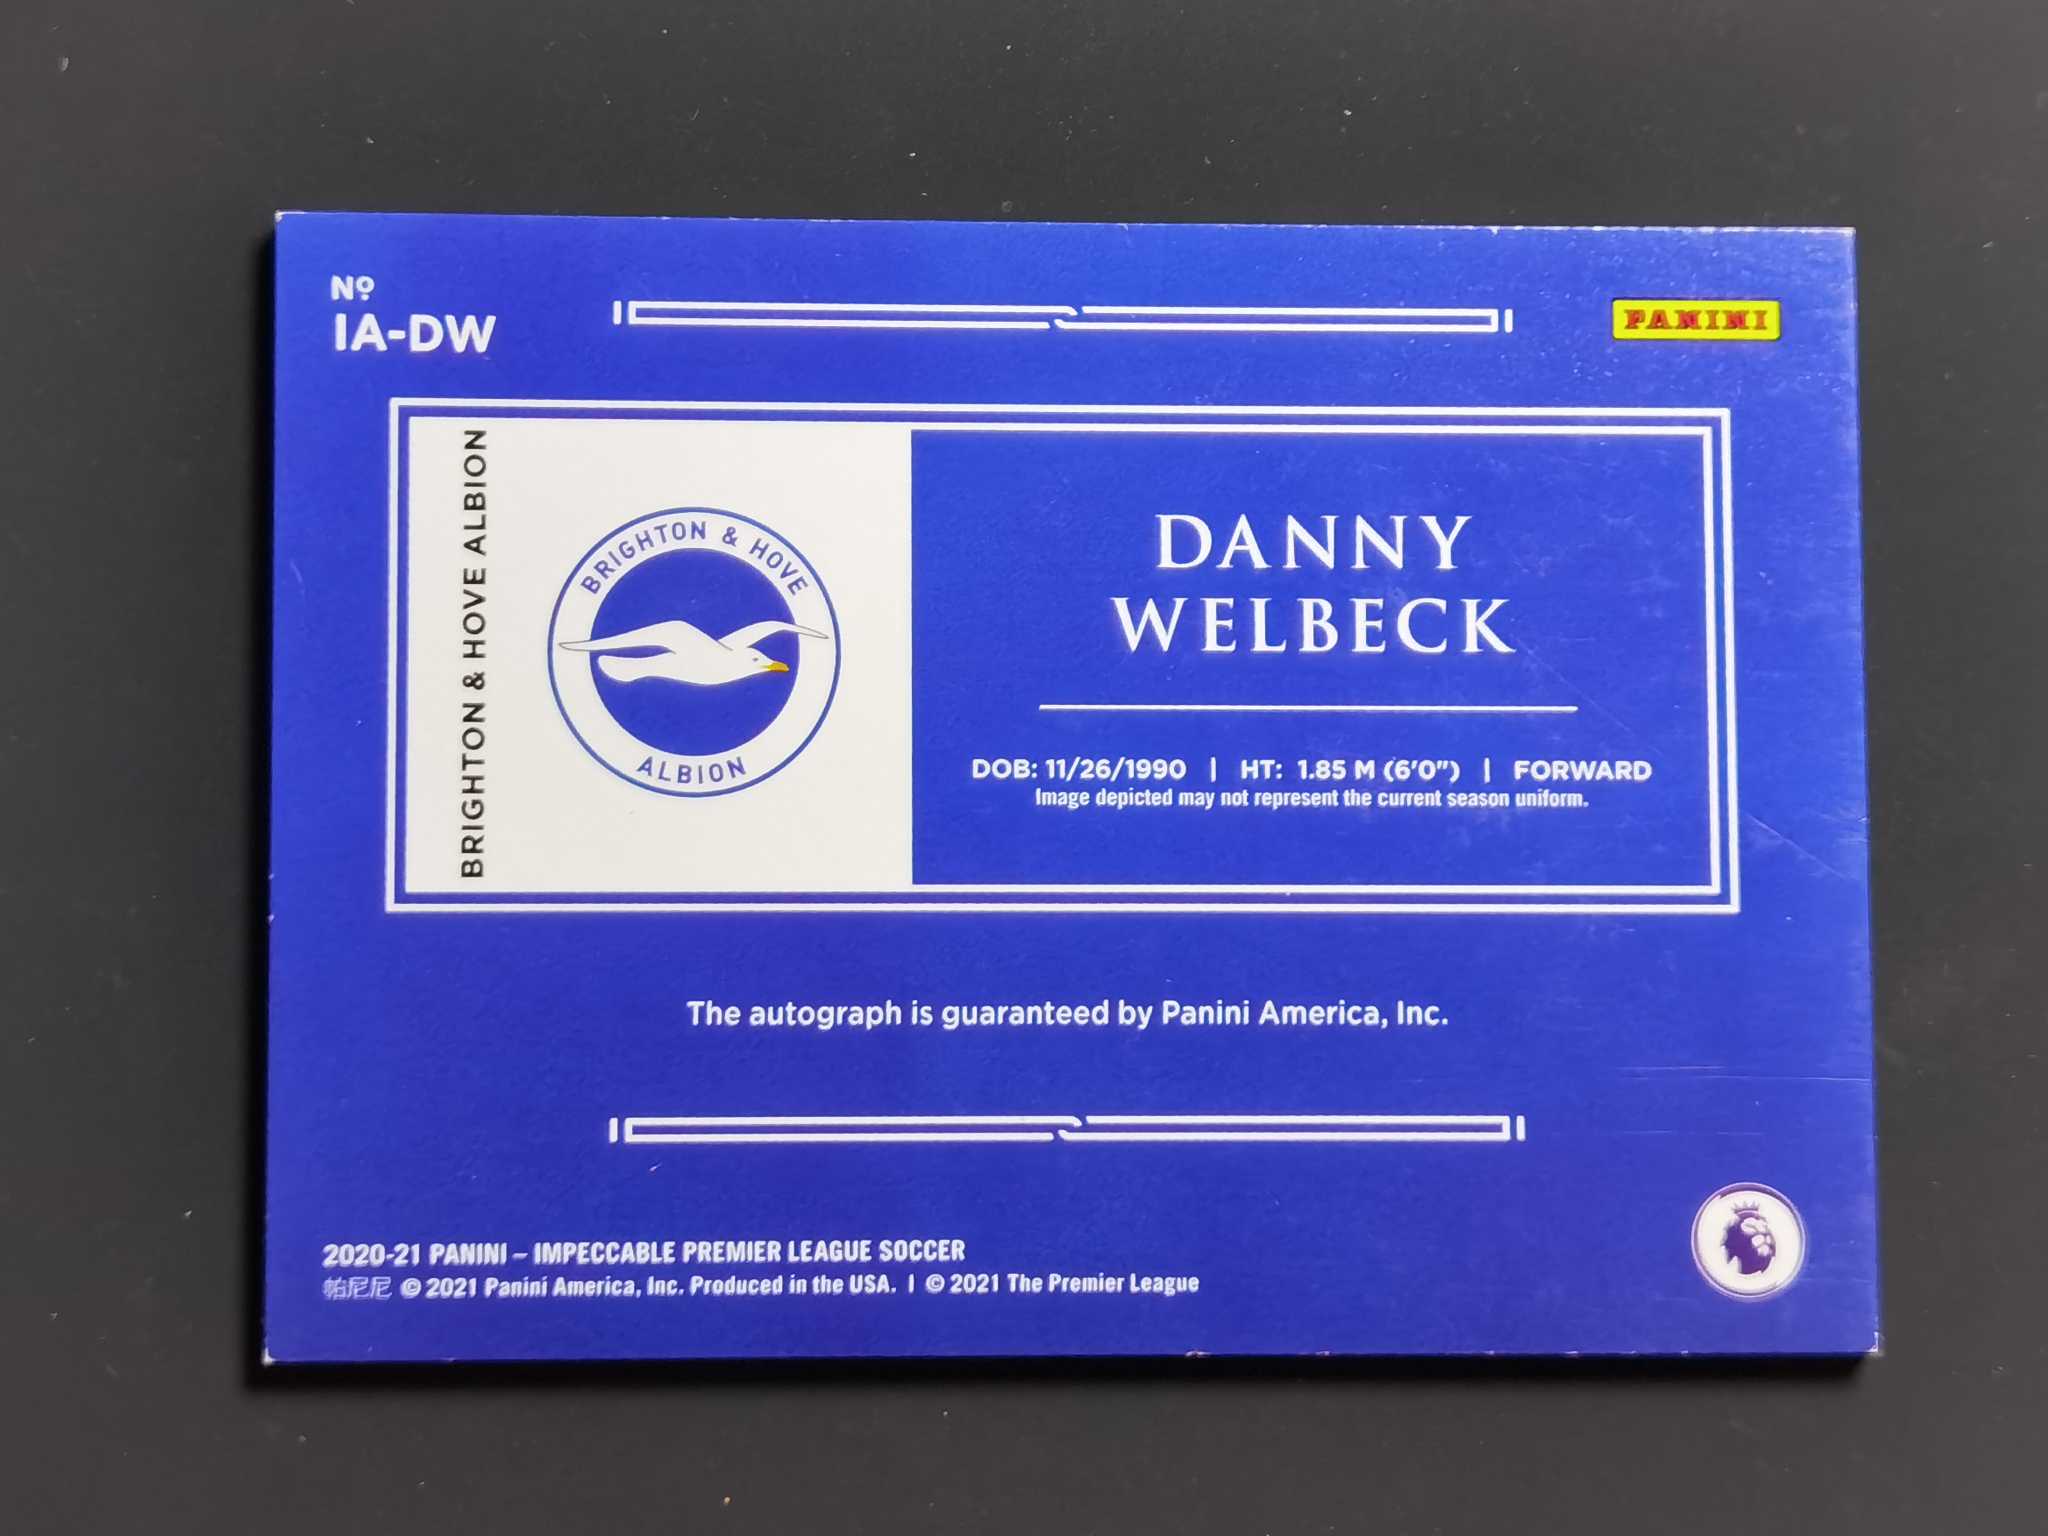 Nº
IA-DW
PANINI
BRIGHTON & HOVE ALBION
BRIGHTON & HOVE
ALBION
DANNY
WELBECK
DOB: 11/26/1990 | HT: 1.85 M (6'0") | FORWARD
Image depicted may not represent the current season uniform.
The autograph is guaranteed by Panini America, Inc.
2020-21 PANINI – IMPECCABLE PREMIER LEAGUE SOCCER
帕尼尼 © 2021 Panini America, Inc. Produced in the USA. | © 2021 The Premier League